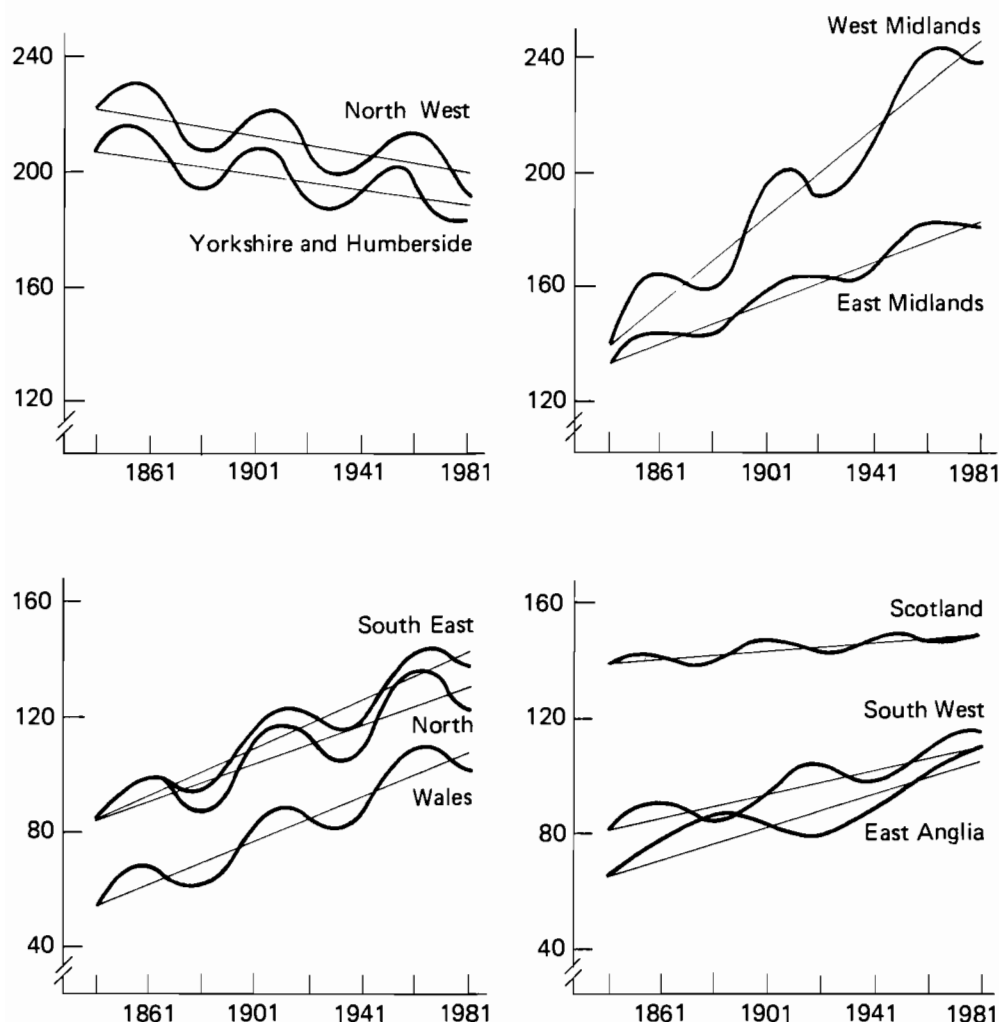 240
200
160
120
North West
Yorkshire and Humberside
1861 1901 1941 1981
240
200
160
120
West Midlands
East Midlands
1861 1901 1941 1981
160
120
80
40
South East
North
Wales
1861 1901 1941 1981
160
120
80
40
Scotland
South West
East Anglia
1861 1901 1941 1981